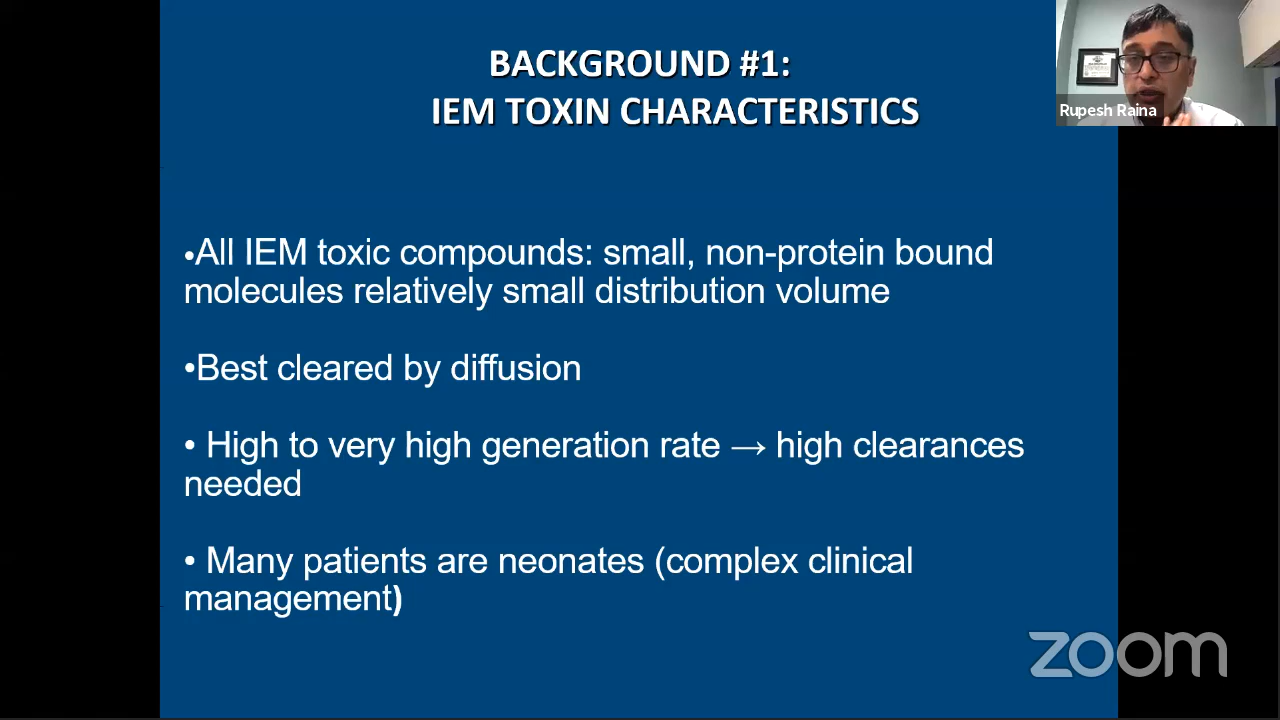 BACKGROUND #1:
IEM TOXIN CHARACTERISTICS
Rupesh Raina
•All IEM toxic compounds: small, non-protein bound
molecules relatively small distribution volume
•Best cleared by diffusion
• High to very high generation rate → high clearances
needed
• Many patients are neonates (complex clinical
management)
zoom